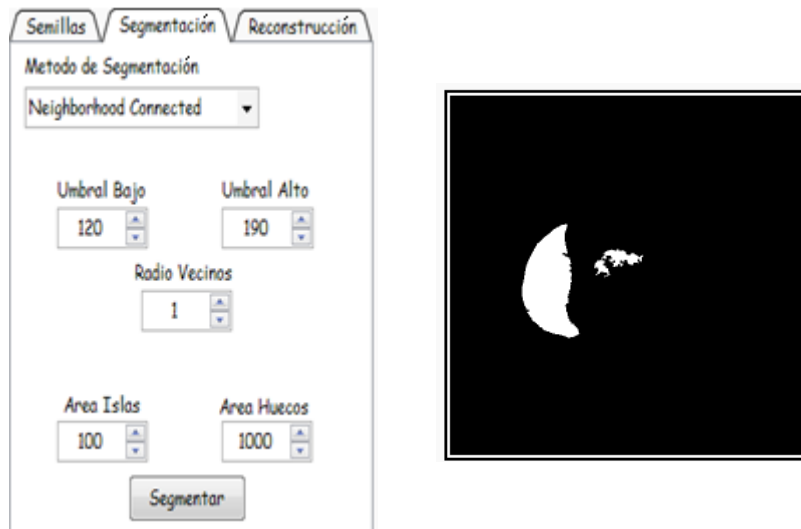 Semillas Segmentación Reconstrucción
Metodo de Segmentación
Neighborhood Connected
Umbral Bajo Umbral Alto
120 190
Radio Vecinos
1
Area Islas Area Huecos
100 1000
Segmentar